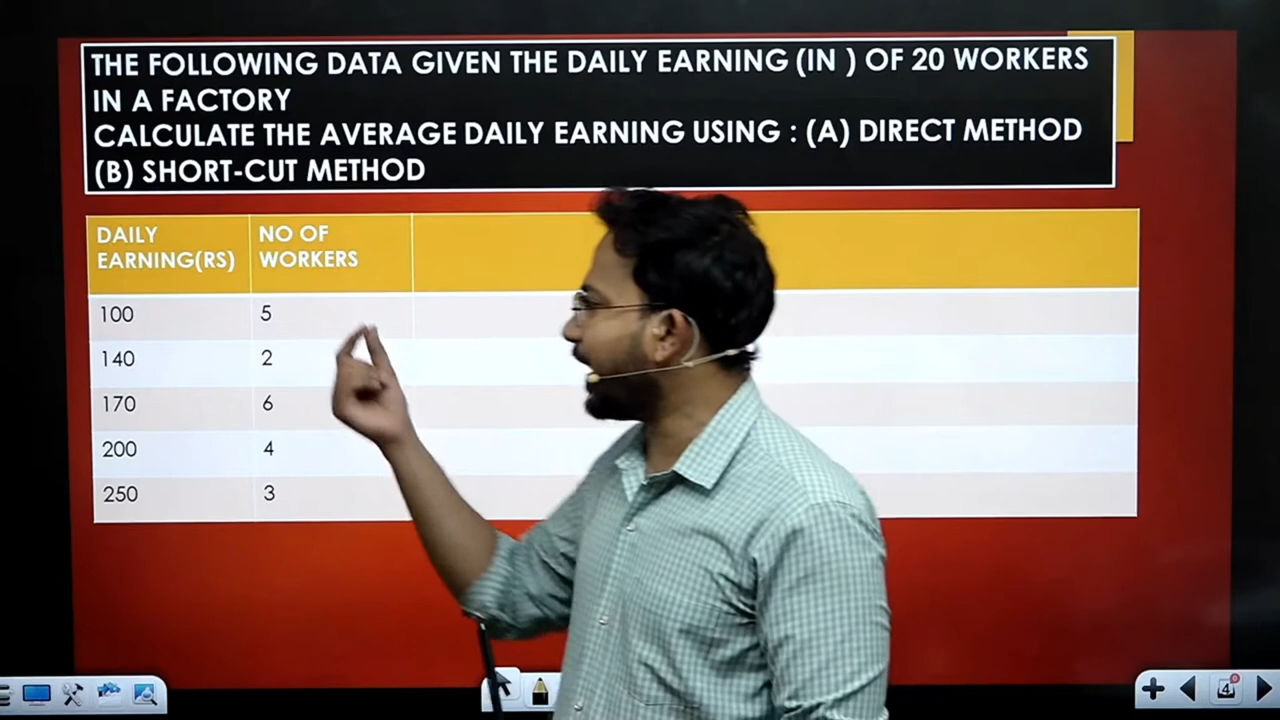 THE FOLLOWING DATA GIVEN THE DAILY EARNING (IN ) OF 20 WORKERS
IN A FACTORY
CALCULATE THE AVERAGE DAILY EARNING USING : (A) DIRECT METHOD
(B) SHORT-CUT METHOD
DAILY EARNING(RS) NO OF WORKERS
100 5
140 2
170 6
200 4
250 3
4 0